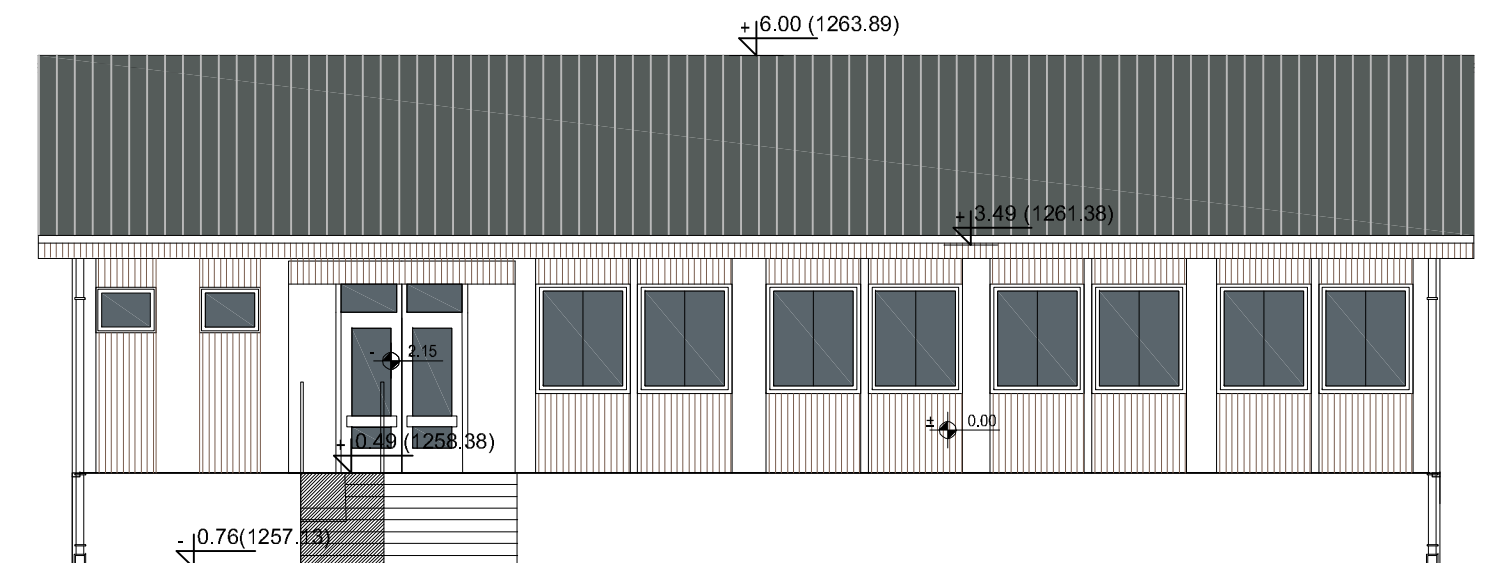 + 6.00 (1263.89)
+ 3.49 (1261.38)
- 2.15
± 0.00
+ 0.49 (1258.38)
- 0.76(1257.13)